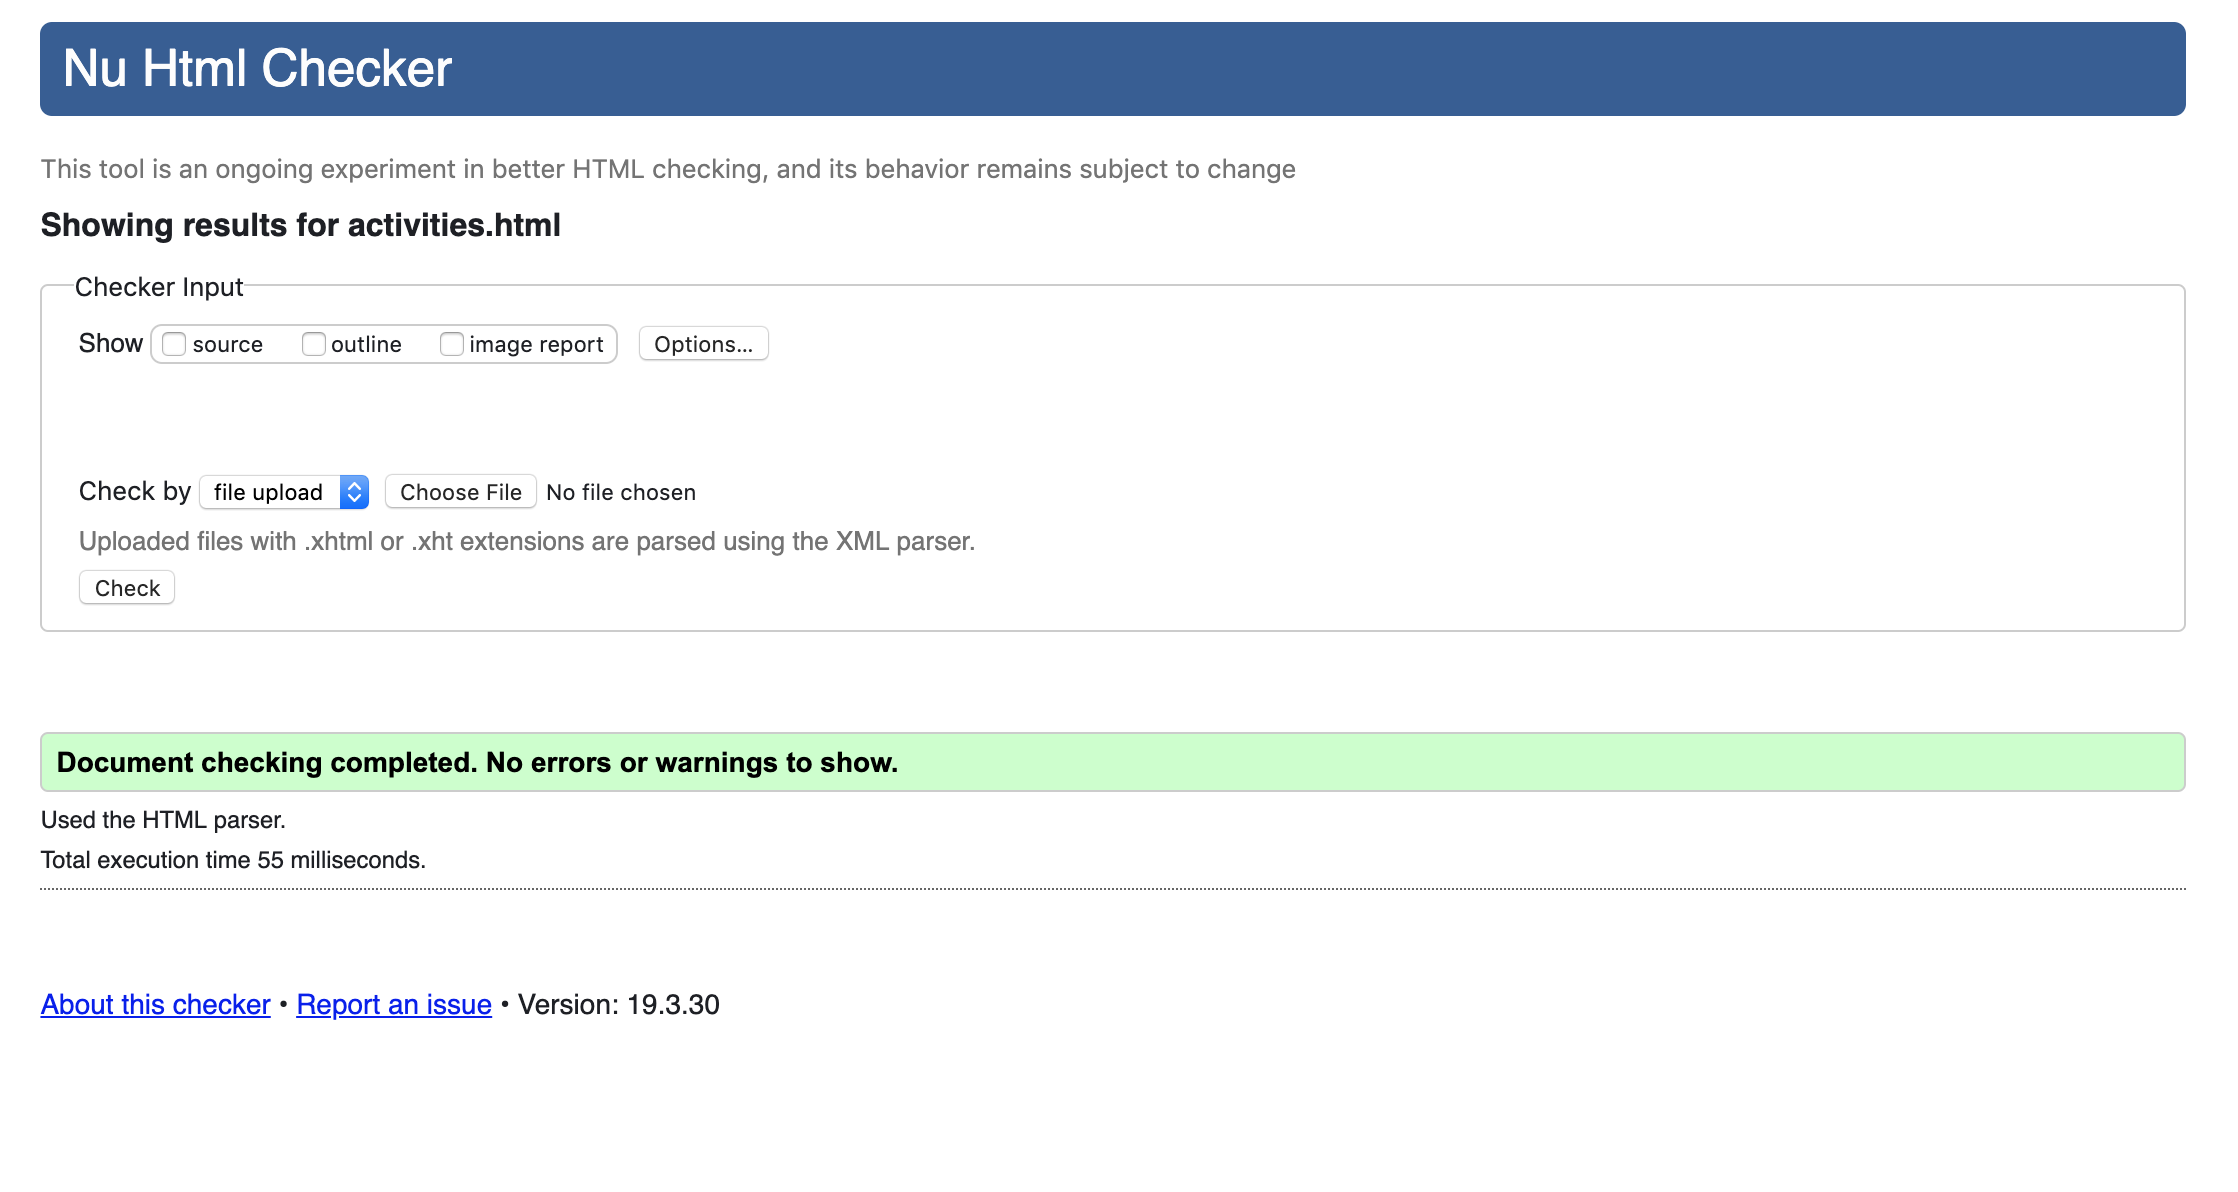 Nu Html Checker
This tool is an ongoing experiment in better HTML checking, and its behavior remains subject to change
Showing results for activities.html
Checker Input
Show source outline image report Options...
Check by file upload Choose File No file chosen
Uploaded files with .xhtml or .xht extensions are parsed using the XML parser.
Check
Document checking completed. No errors or warnings to show.
Used the HTML parser.
Total execution time 55 milliseconds.
About this checker • Report an issue • Version: 19.3.30